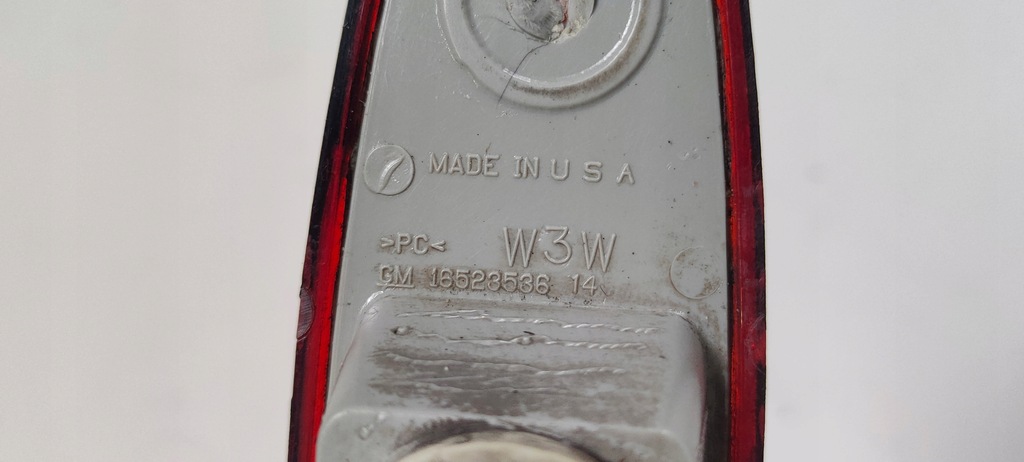 MADE IN U S A
>PC< W3W
GM 16523536 14